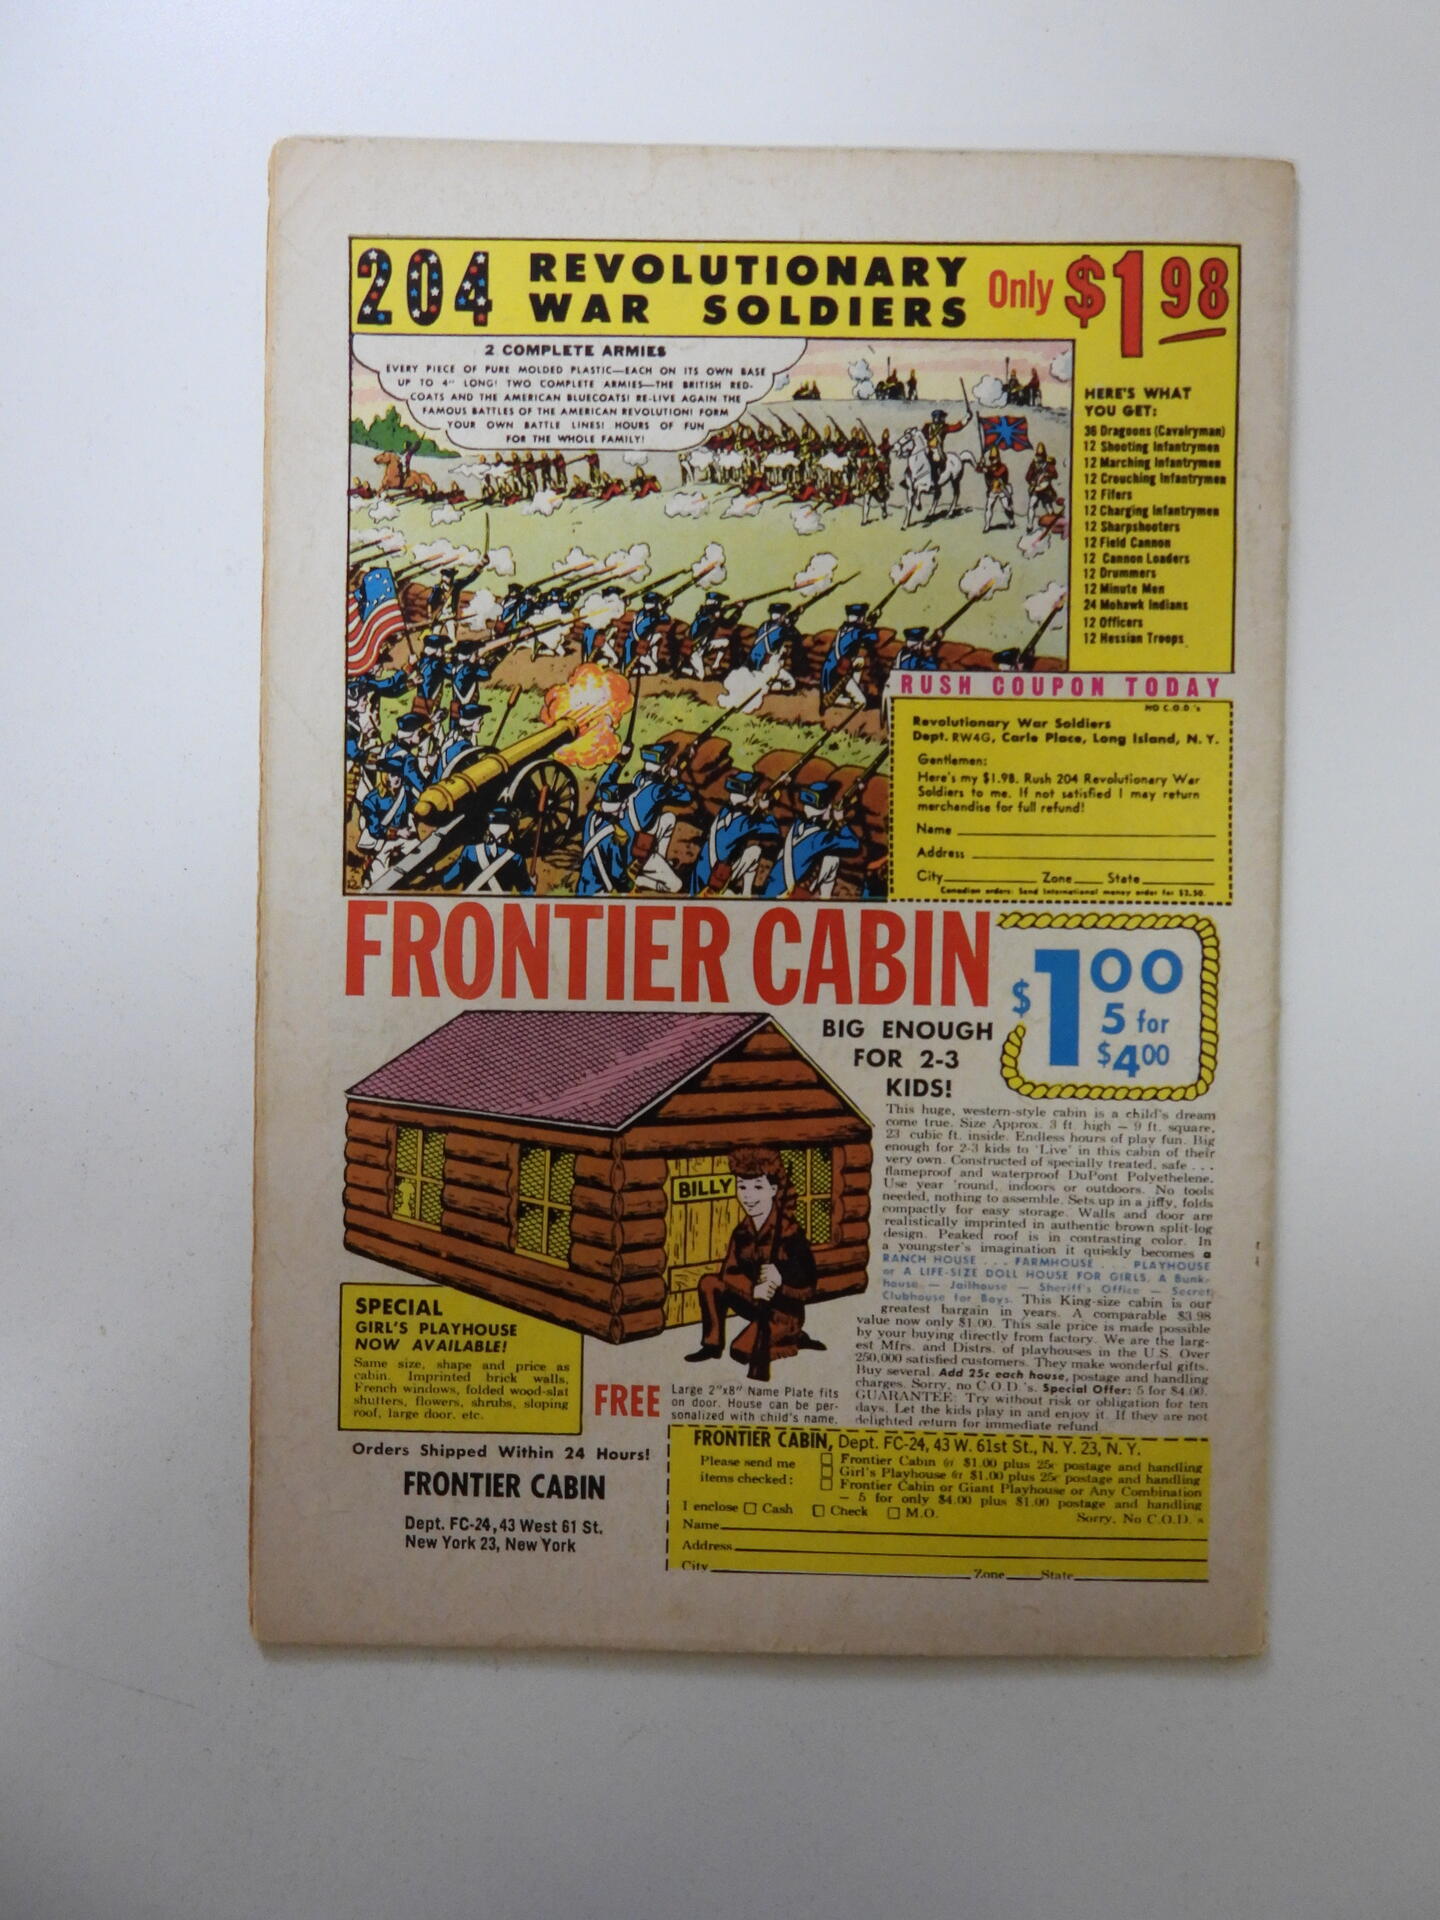 204 REVOLUTIONARY
WAR SOLDIERS
Only $1.98
2 COMPLETE ARMIES
EVERY PIECE OF PURE MOLDED PLASTIC—EACH ON ITS OWN BASE
UP TO 4" LONG! TWO COMPLETE ARMIES—THE BRITISH RED-
COATS AND THE AMERICAN BLUECOATS! RE-LIVE AGAIN THE
FAMOUS BATTLES OF THE AMERICAN REVOLUTION! FORM
YOUR OWN BATTLE LINES! HOURS OF FUN
FOR THE WHOLE FAMILY!
HERE'S WHAT
YOU GET:
36 Dragoons (Cavalryman)
12 Shooting Infantrymen
12 Marching Infantrymen
12 Crouching Infantrymen
12 Fifers
12 Charging Infantrymen
12 Sharpshooters
12 Field Cannon
12 Cannon Loaders
12 Drummers
12 Minute Men
24 Mohawk Indians
12 Officers
12 Hessian Troops
RUSH COUPON TODAY
NO C.O.D.'s
Revolutionary War Soldiers
Dept. RW4G, Carle Place, Long Island, N. Y.
Gentlemen:
Here's my $1.98. Rush 204 Revolutionary War
Soldiers to me. If not satisfied I may return
merchandise for full refund!
Name
Address
City Zone State
Canadian orders: Send International money order for $2.50.
FRONTIER CABIN
$1.00
5 for
$4.00
BIG ENOUGH
FOR 2-3
KIDS!
BILLY
This huge, western-style cabin is a child's dream
come true. Size Approx. 3 ft. high — 9 ft. square,
23 cubic ft. inside. Endless hours of play fun. Big
enough for 2-3 kids to 'Live' in this cabin of their
very own. Constructed of specially treated, safe . . .
flameproof and waterproof DuPont Polyethelene.
Use year 'round, indoors or outdoors. No tools
needed, nothing to assemble. Sets up in a jiffy, folds
compactly for easy storage. Walls and door are
realistically imprinted in authentic brown split-log
design. Peaked roof is in contrasting color. In
a youngster's imagination it quickly becomes a
RANCH HOUSE . . . FARMHOUSE . . . PLAYHOUSE
or A LIFE-SIZE DOLL HOUSE FOR GIRLS. A Bunk-
house — Jailhouse — Sheriff's Office — Secret
Clubhouse for Boys. This King-size cabin is our
greatest bargain in years. A comparable $3.98
value now only $1.00. This sale price is made possible
by your buying directly from factory. We are the larg-
est Mfrs. and Distrs. of playhouses in the U.S. Over
250,000 satisfied customers. They make wonderful gifts.
Buy several. Add 25c each house, postage and handling
charges. Sorry, no C.O.D.'s. Special Offer: 5 for $4.00.
GUARANTEE: Try without risk or obligation for ten
days. Let the kids play in and enjoy it. If they are not
delighted return for immediate refund.
SPECIAL
GIRL'S PLAYHOUSE
NOW AVAILABLE!
Same size, shape and price as
cabin. Imprinted brick walls,
French windows, folded wood-slat
shutters, flowers, shrubs, sloping
roof, large door, etc.
FREE
Large 2"x8" Name Plate fits
on door. House can be per-
sonalized with child's name.
Orders Shipped Within 24 Hours!
FRONTIER CABIN
Dept. FC-24, 43 West 61 St.
New York 23, New York
FRONTIER CABIN, Dept. FC-24, 43 W. 61st St., N. Y. 23, N. Y.
Please send me
items checked:
Frontier Cabin @ $1.00 plus 25c postage and handling
Girl's Playhouse @ $1.00 plus 25c postage and handling
Frontier Cabin or Giant Playhouse or Any Combination
— 5 for only $4.00 plus $1.00 postage and handling
I enclose Cash Check M.O. Sorry, No C.O.D.'s
Name
Address
City Zone State